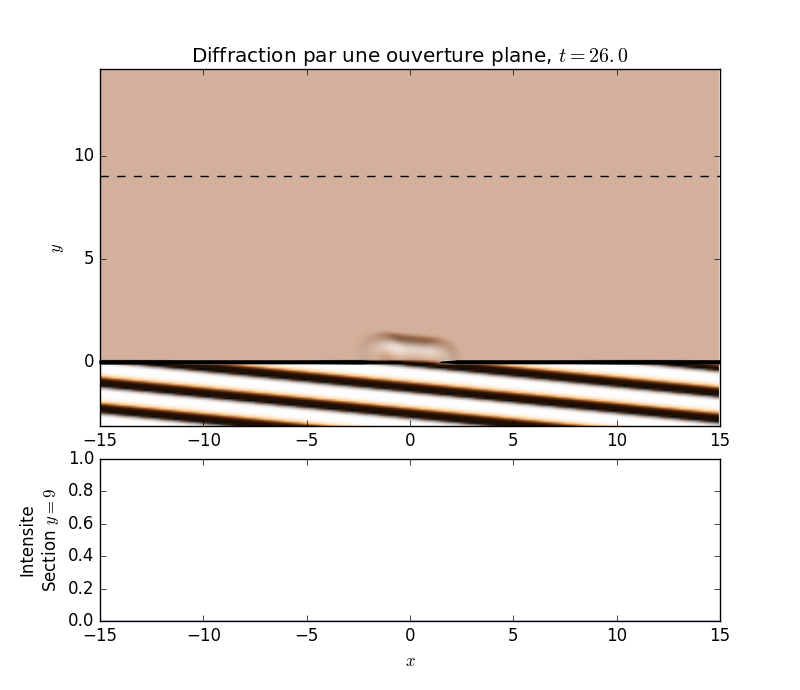 Diffraction par une ouverture plane, t = 26.0
10
5
0
y
−15 −10 −5 0 5 10 15
1.0
0.8
0.6
0.4
0.2
0.0
Intensite
Section y = 9
−15 −10 −5 0 5 10 15
x